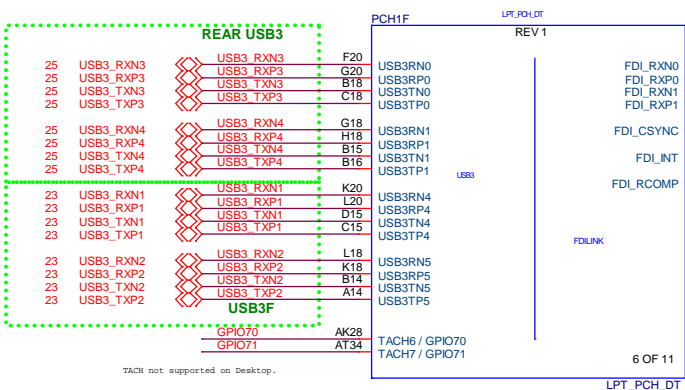 PCH1F LPT_PCH_DT
REAR USB3 REV 1
25 USB3_RXN3 USB3_RXN3 F20 USB3RN0 FDI_RXN0
25 USB3_RXP3 USB3_RXP3 G20 USB3RP0 FDI_RXP0
25 USB3_TXN3 USB3_TXN3 B18 USB3TN0 FDI_RXN1
25 USB3_TXP3 USB3_TXP3 C18 USB3TP0 FDI_RXP1
25 USB3_RXN4 USB3_RXN4 G18 USB3RN1 FDI_CSYNC
25 USB3_RXP4 USB3_RXP4 H18 USB3RP1
25 USB3_TXN4 USB3_TXN4 B15 USB3TN1 FDI_INT
25 USB3_TXP4 USB3_TXP4 B16 USB3TP1
USB3
FDI_RCOMP
23 USB3_RXN1 USB3_RXN1 K20 USB3RN4
23 USB3_RXP1 USB3_RXP1 L20 USB3RP4
23 USB3_TXN1 USB3_TXN1 D15 USB3TN4
23 USB3_TXP1 USB3_TXP1 C15 USB3TP4
FDILINK
23 USB3_RXN2 USB3_RXN2 L18 USB3RN5
23 USB3_RXP2 USB3_RXP2 K18 USB3RP5
23 USB3_TXN2 USB3_TXN2 B14 USB3TN5
23 USB3_TXP2 USB3_TXP2 A14 USB3TP5
USB3F
GPIO70 AK28 TACH6 / GPIO70
GPIO71 AT34 TACH7 / GPIO71
6 OF 11
TACH not supported on Desktop.
LPT_PCH_DT